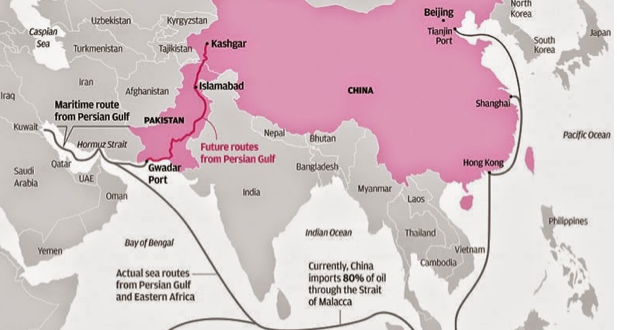 North
Korea
Beijing
Uzbekistan
Kyrgyzstan
Caspian
Sea
Tianjin
Port
Japan
Turkmenistan
Tajikistan
Kashgar
South
Korea
Iran
Afghanistan
Islamabad
CHINA
Iraq
Maritime route
from Persian Gulf
Shanghai
PAKISTAN
Kuwait
Nepal
Bhutan
Pacific Ocean
Hormuz Strait
Future routes
from Persian Gulf
Qatar
Gwadar
Port
Bangladesh
Hong Kong
Saudi
Arabia
UAE
Oman
India
Myanmar
Laos
Philippines
Thailand
Yemen
Bay of Bengal
Indian Ocean
Vietnam
Cambodia
Actual sea routes
from Persian Gulf
and Eastern Africa
Currently, China
imports 80% of oil
through the Strait
of Malacca